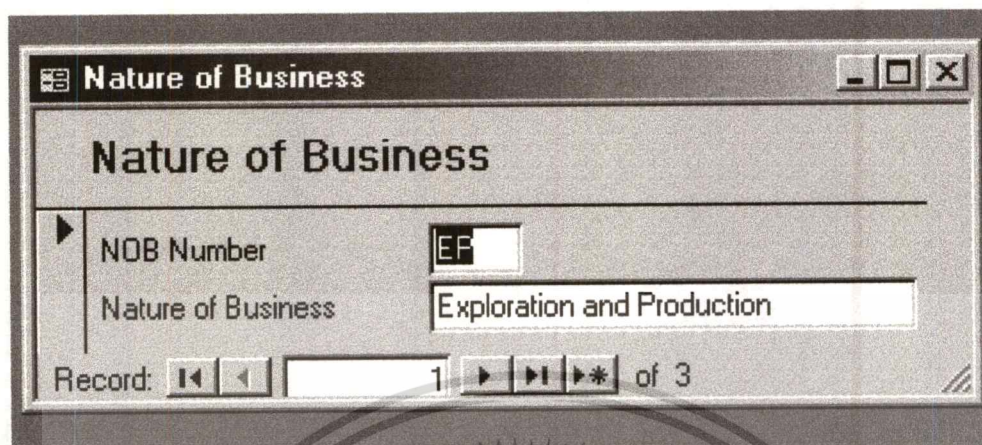 Nature of Business
Nature of Business
NOB Number EP
Nature of Business Exploration and Production
Record: 1 of 3